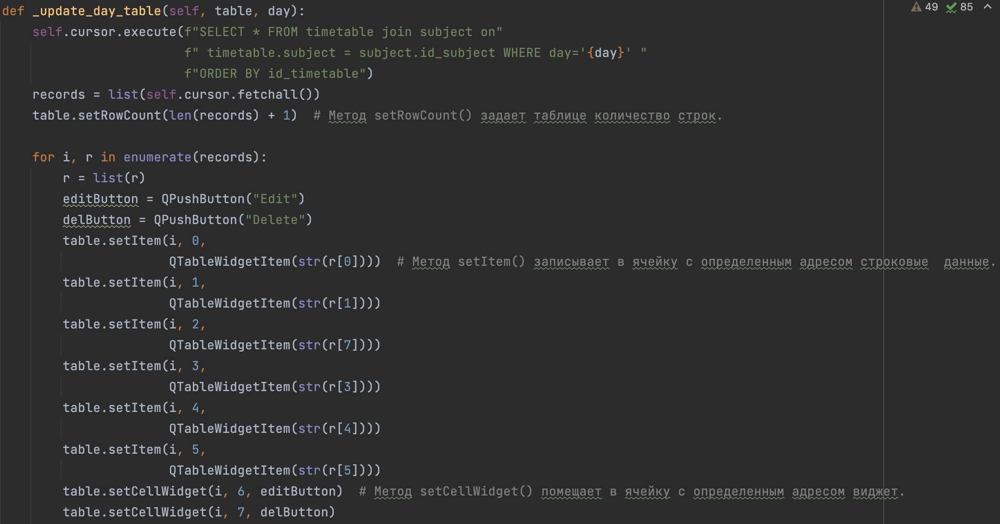 def _update_day_table(self, table, day):
49 85
    self.cursor.execute(f"SELECT * FROM timetable join subject on"
                        f" timetable.subject = subject.id_subject WHERE day='{day}' "
                        f"ORDER BY id_timetable")
    records = list(self.cursor.fetchall())
    table.setRowCount(len(records) + 1)  # Метод setRowCount() задает таблице количество строк.
    for i, r in enumerate(records):
        r = list(r)
        editButton = QPushButton("Edit")
        delButton = QPushButton("Delete")
        table.setItem(i, 0,
                      QTableWidgetItem(str(r[0])))  # Метод setItem() записывает в ячейку с определенным адресом строковые  данные.
        table.setItem(i, 1,
                      QTableWidgetItem(str(r[1])))
        table.setItem(i, 2,
                      QTableWidgetItem(str(r[7])))
        table.setItem(i, 3,
                      QTableWidgetItem(str(r[3])))
        table.setItem(i, 4,
                      QTableWidgetItem(str(r[4])))
        table.setItem(i, 5,
                      QTableWidgetItem(str(r[5])))
        table.setCellWidget(i, 6, editButton)  # Метод setCellWidget() помещает в ячейку с определенным адресом виджет.
        table.setCellWidget(i, 7, delButton)